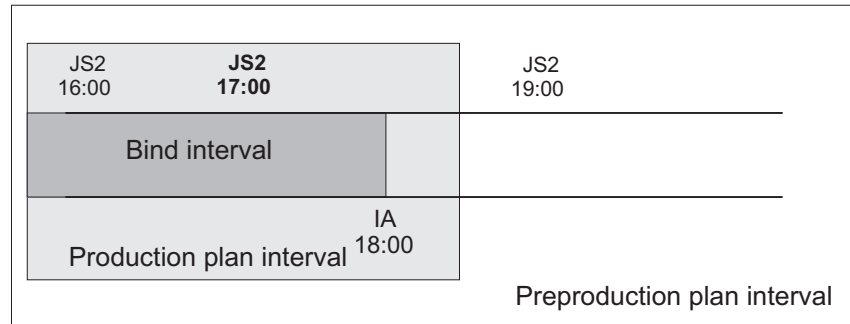 JS2
16:00
JS2
17:00
JS2
19:00
Bind interval
IA
18:00
Production plan interval
Preproduction plan interval